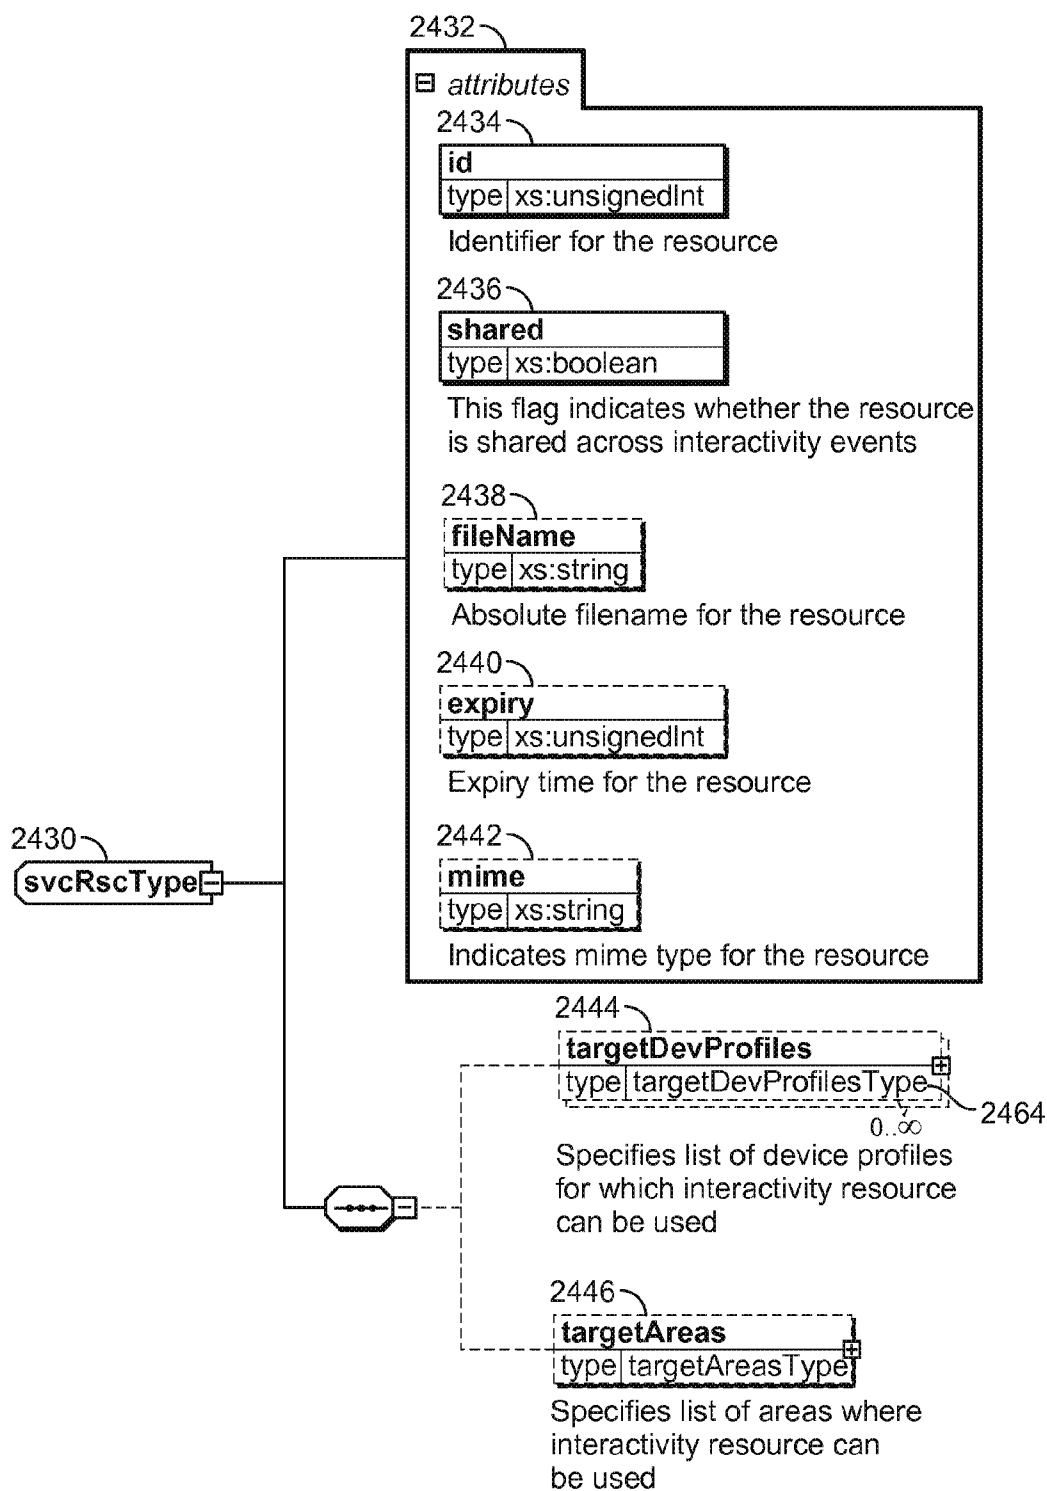 2432
attributes
2434
id
type xs:unsignedInt
Identifier for the resource
2436
shared
type xs:boolean
This flag indicates whether the resource
is shared across interactivity events
2438
fileName
type xs:string
Absolute filename for the resource
2440
expiry
type xs:unsignedInt
Expiry time for the resource
2442
mime
type xs:string
Indicates mime type for the resource
2430
svcRscType
2444
targetDevProfiles
type targetDevProfilesType
2464
0..∞
Specifies list of device profiles
for which interactivity resource
can be used
2446
targetAreas
type targetAreasType
Specifies list of areas where
interactivity resource can
be used